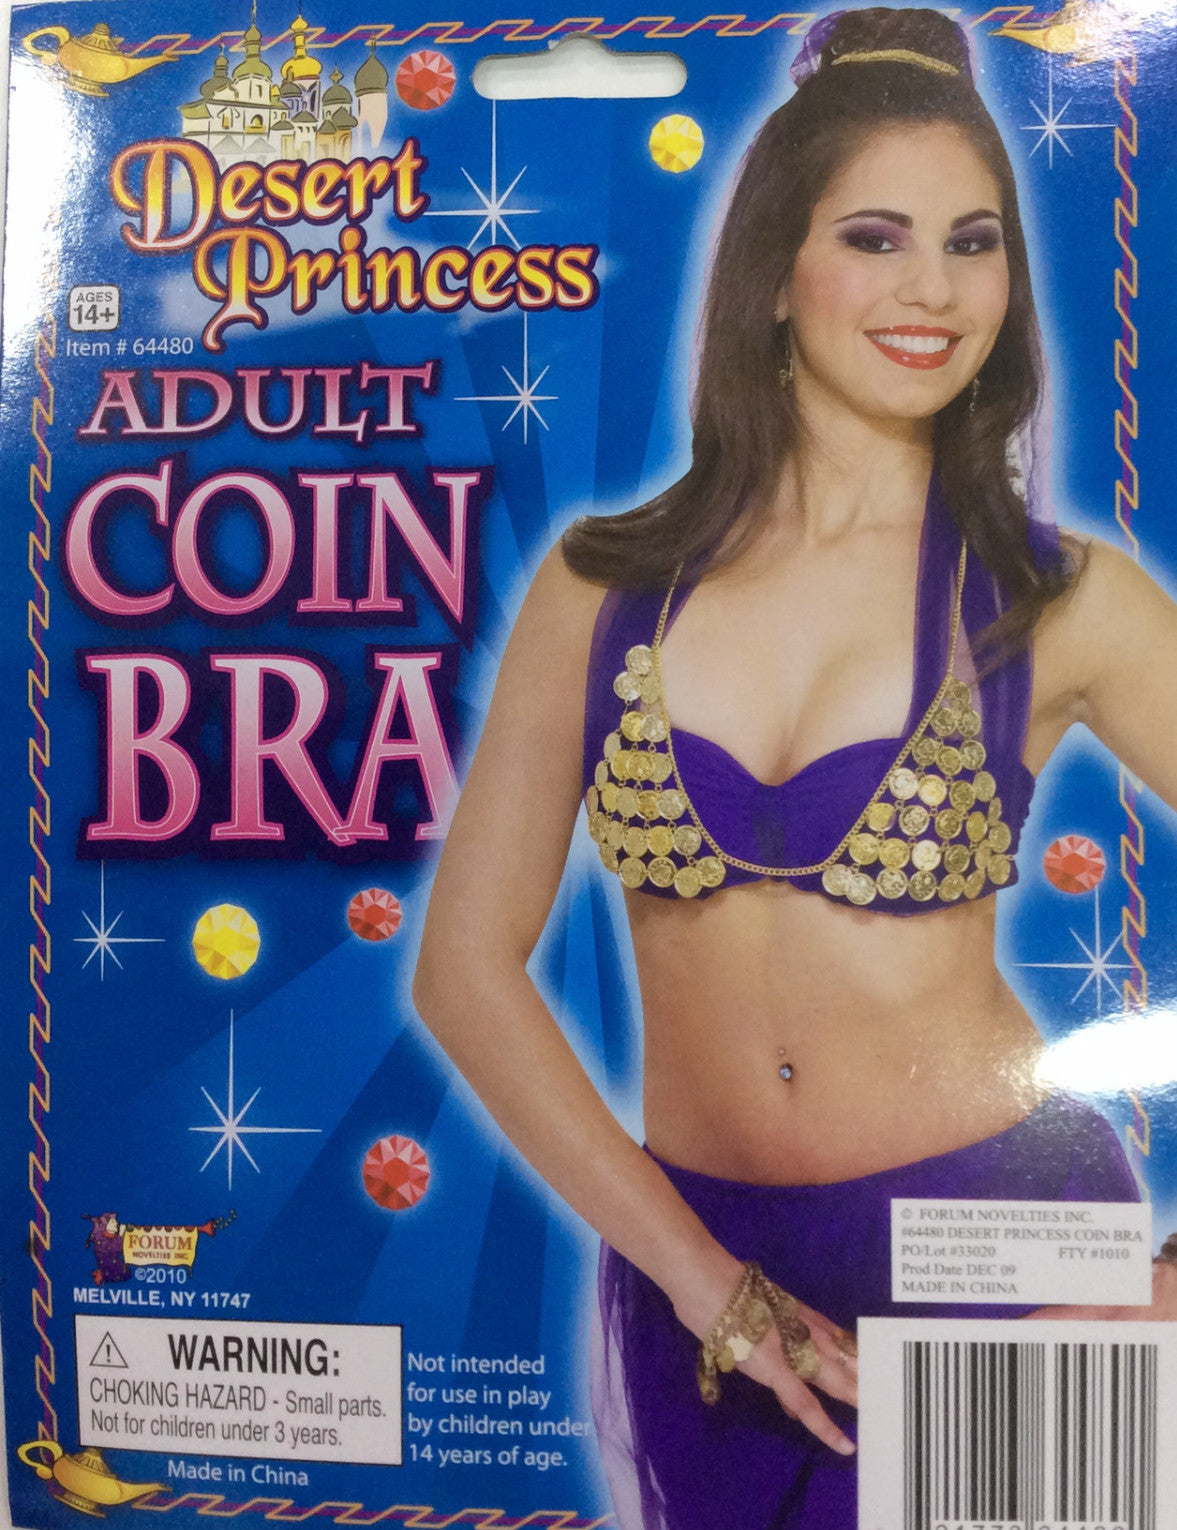 Desert
Princess
AGES
14+
Item # 64480
ADULT
COIN
BRA
FORUM
NOVELTIES INC.
©2010
MELVILLE, NY 11747
WARNING:
CHOKING HAZARD - Small parts.
Not for children under 3 years.
Not intended
for use in play
by children under
14 years of age.
Made in China
© FORUM NOVELTIES INC.
#64480 DESERT PRINCESS COIN BRA
PO/Lot #33020 FTY #1010
Prod Date DEC 09
MADE IN CHINA